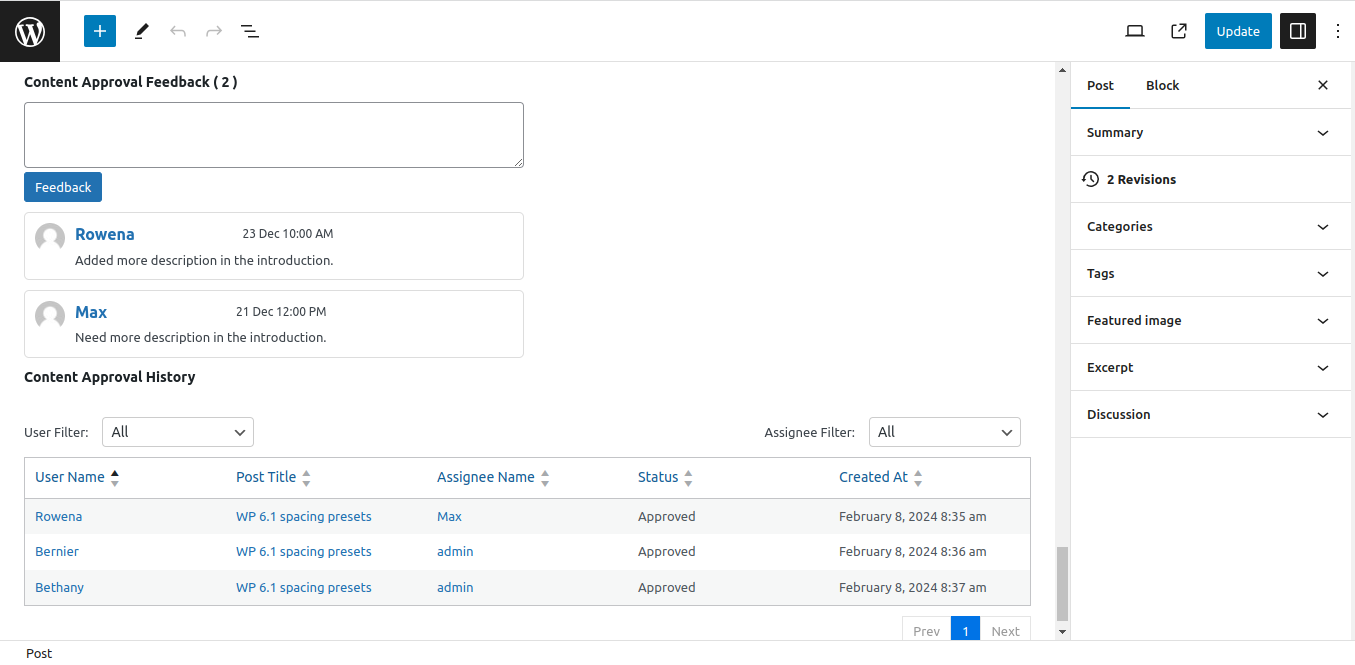 Update
Content Approval Feedback ( 2 )
Feedback
Rowena 23 Dec 10:00 AM
Added more description in the introduction.
Max 21 Dec 12:00 PM
Need more description in the introduction.
Content Approval History
User Filter: All Assignee Filter: All
User Name Post Title Assignee Name Status Created At
Rowena WP 6.1 spacing presets Max Approved February 8, 2024 8:35 am
Bernier WP 6.1 spacing presets admin Approved February 8, 2024 8:36 am
Bethany WP 6.1 spacing presets admin Approved February 8, 2024 8:37 am
Prev 1 Next
Post Block
Summary
2 Revisions
Categories
Tags
Featured image
Excerpt
Discussion
Post